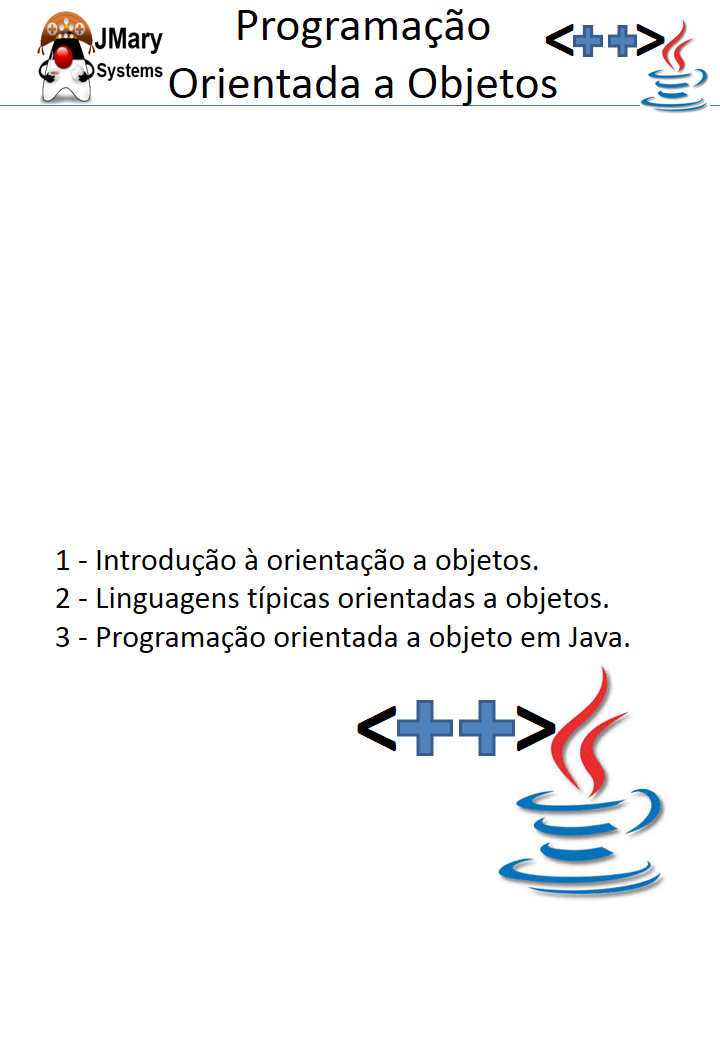 JMary
Systems
Programação
Orientada a Objetos
<++>
1 - Introdução à orientação a objetos.
2 - Linguagens típicas orientadas a objetos.
3 - Programação orientada a objeto em Java.
<++>